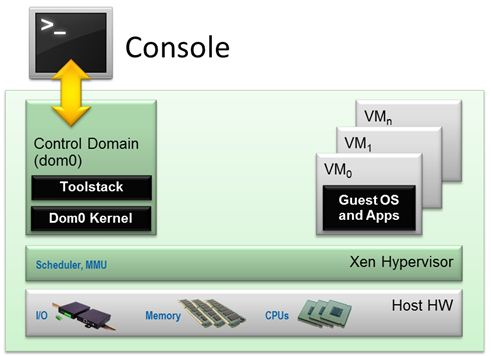 >_
Console
Control Domain
(dom0)
Toolstack
Dom0 Kernel
VMn
VM1
VM0
Guest OS
and Apps
Scheduler, MMU
Xen Hypervisor
Host HW
I/O
Memory
CPUs